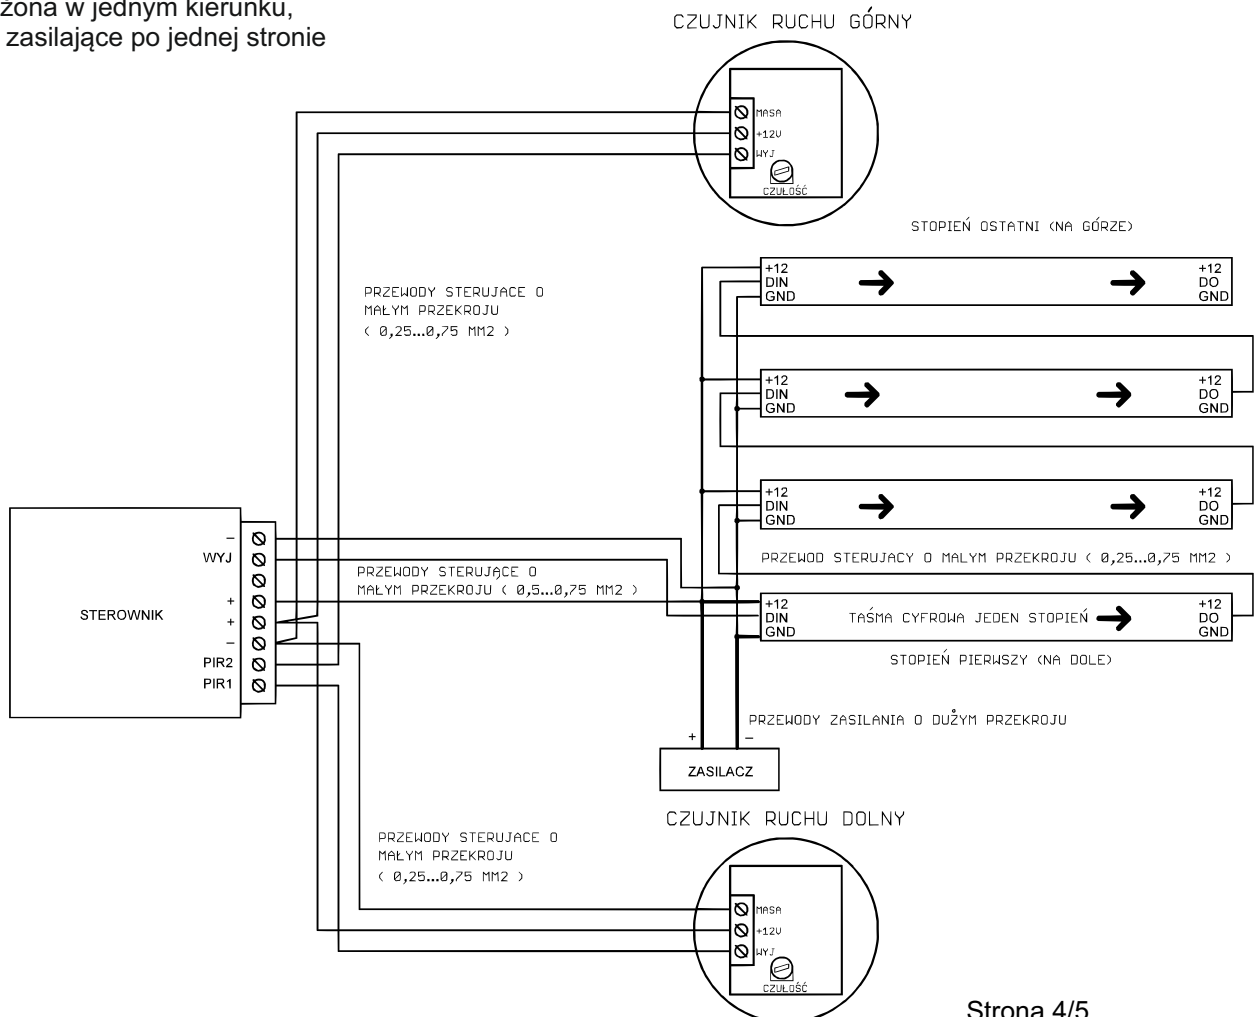 żona w jednym kierunku,
zasilające po jednej stronie
CZUJNIK RUCHU GÓRNY
MASA
+12V
WYJ
CZUŁOŚĆ
STOPIEŃ OSTATNI (NA GÓRZE)
+12
DIN
GND
+12
DO
GND
PRZEWODY STERUJACE O
MAŁYM PRZEKROJU
( 0,25...0,75 MM2 )
+12
DIN
GND
+12
DO
GND
+12
DIN
GND
+12
DO
GND
PRZEWOD STERUJACY O MALYM PRZEKROJU ( 0,25...0,75 MM2 )
STEROWNIK
–
WYJ
+
+
–
PIR2
PIR1
PRZEWODY STERUJĄCE O
MAŁYM PRZEKROJU ( 0,5...0,75 MM2 )
+12
DIN
GND
TAŚMA CYFROWA JEDEN STOPIEŃ
+12
DO
GND
STOPIEŃ PIERWSZY (NA DOLE)
PRZEWODY ZASILANIA O DUŻYM PRZEKROJU
+ –
ZASILACZ
CZUJNIK RUCHU DOLNY
PRZEWODY STERUJACE O
MAŁYM PRZEKROJU
( 0,25...0,75 MM2 )
MASA
+12V
WYJ
CZUŁOŚĆ
Strona 4/5